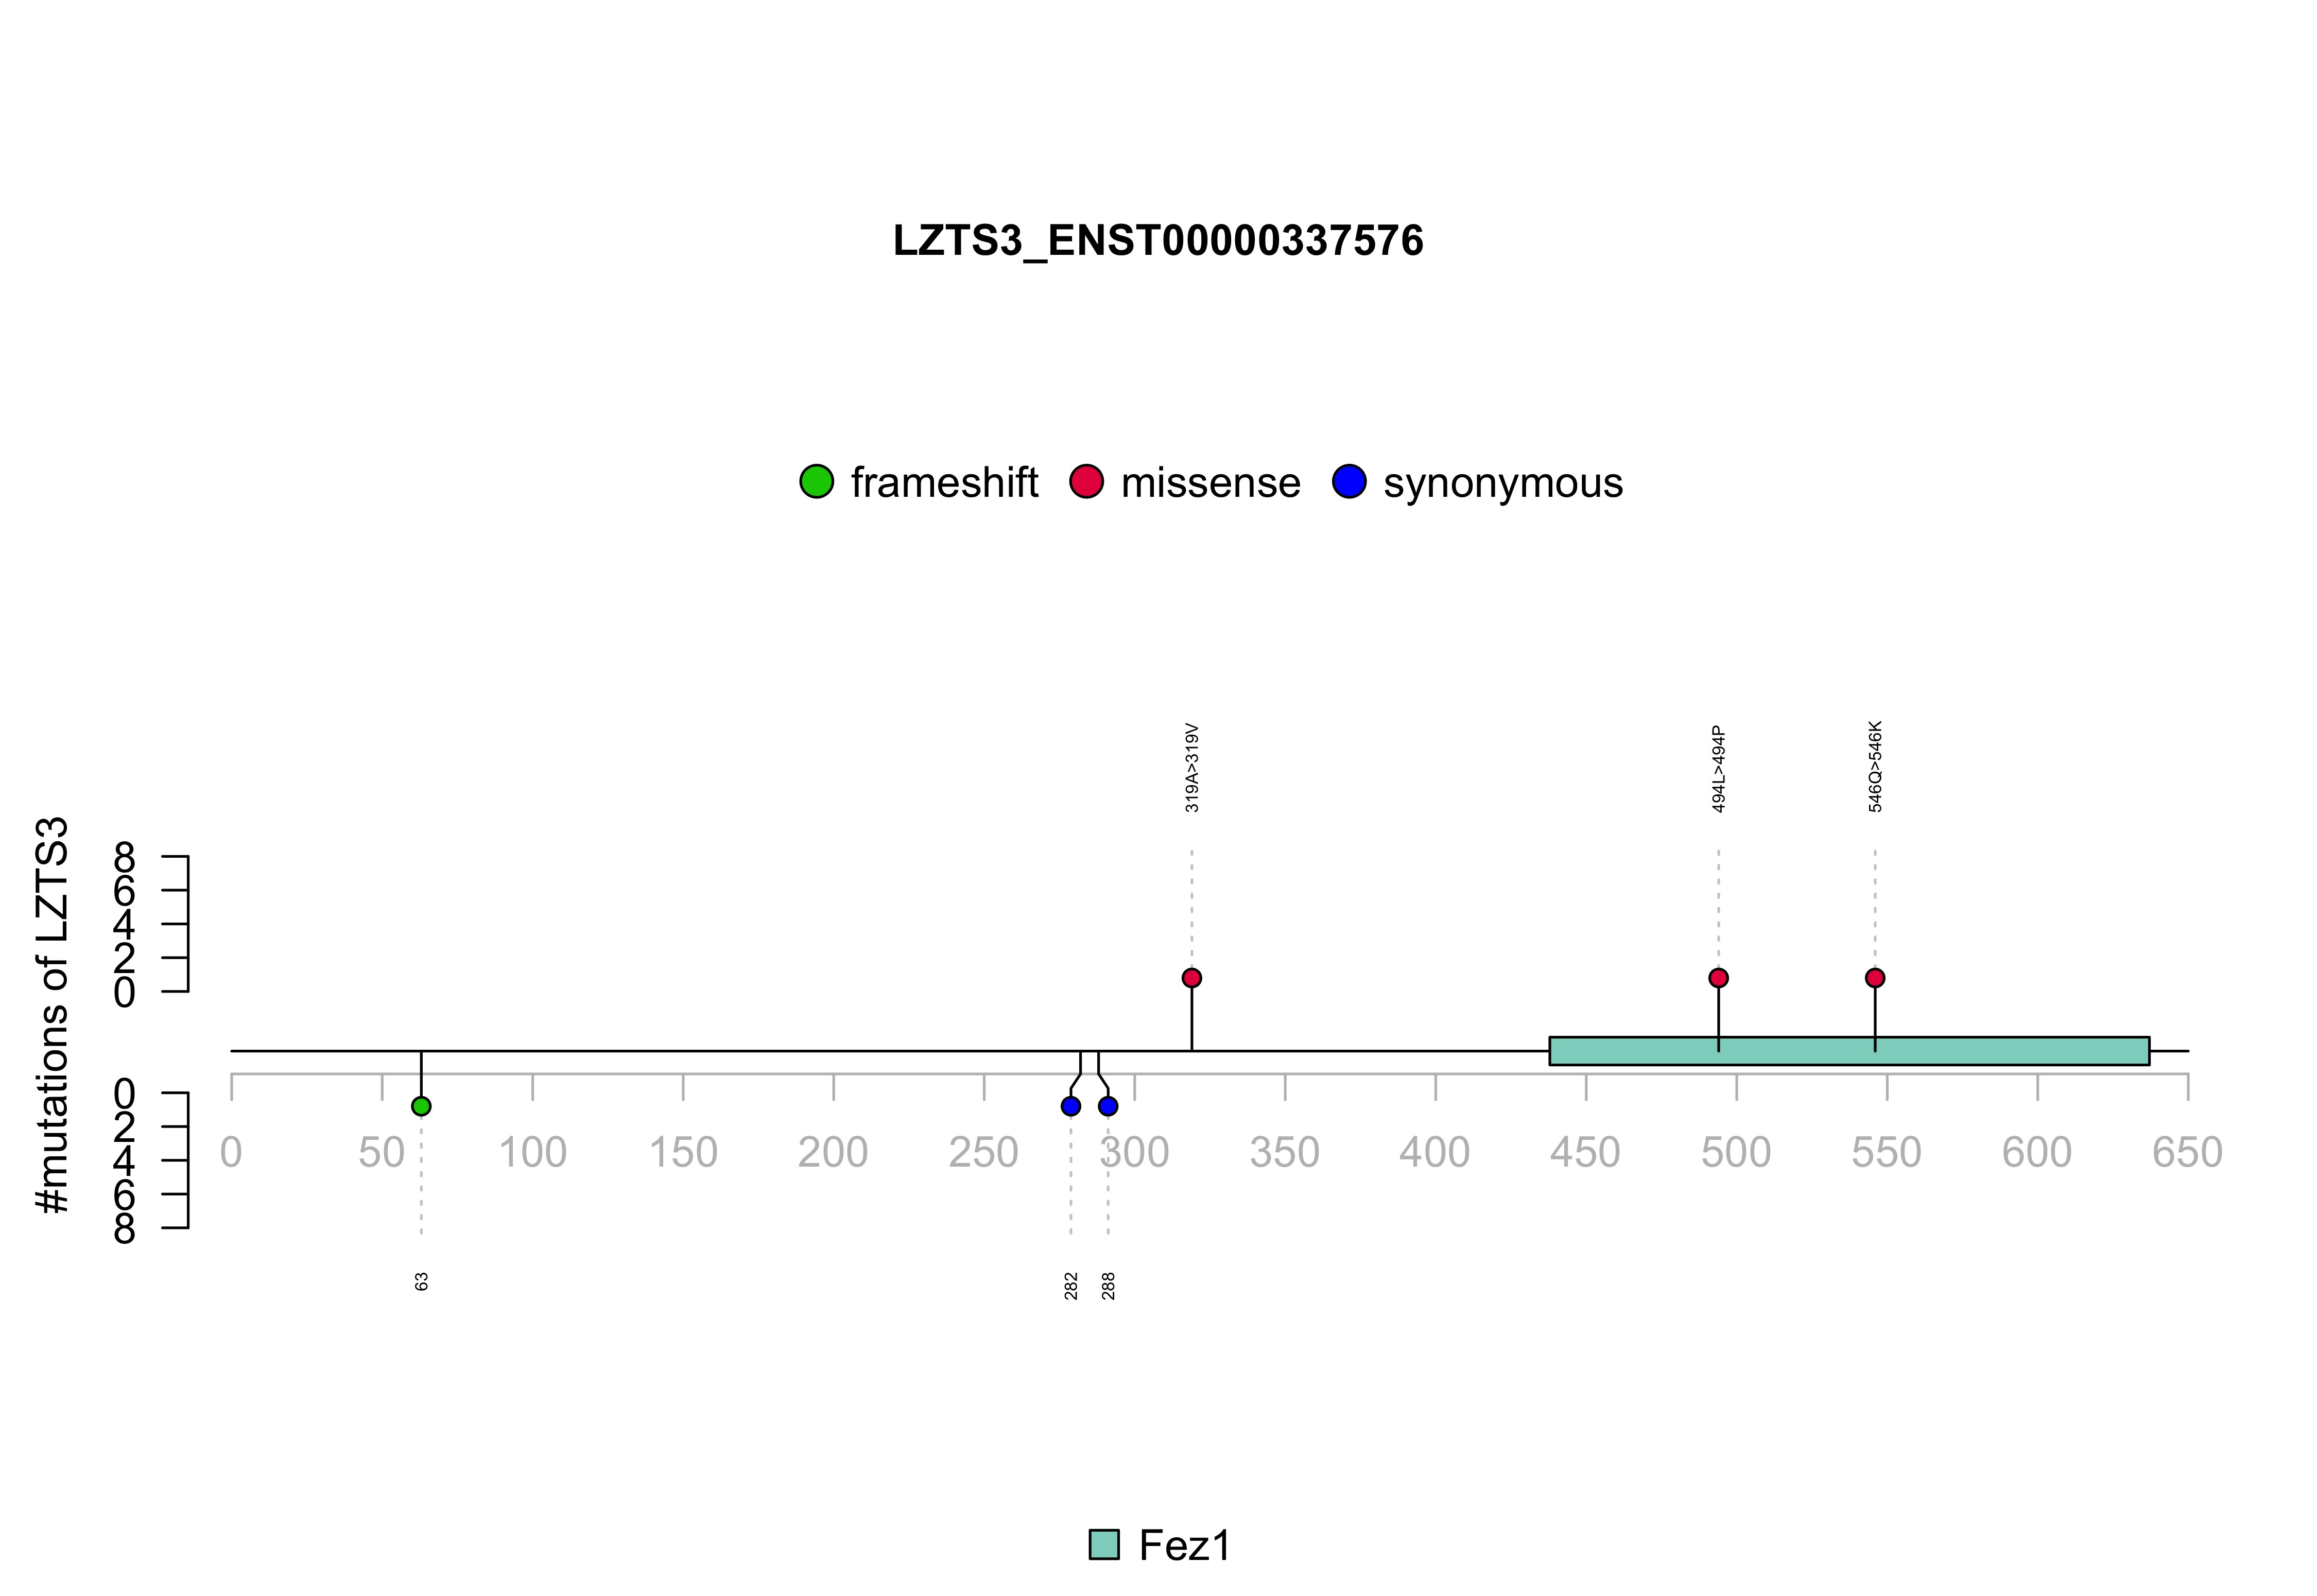 LZTS3_ENST00000337576
frameshift missense synonymous
319A>319V
494L>494P
546Q>546K
#mutations of LZTS3
8
6
4
2
0
0
2
4
6
8
0 50 100 150 200 250 300 350 400 450 500 550 600 650
63
282
288
Fez1